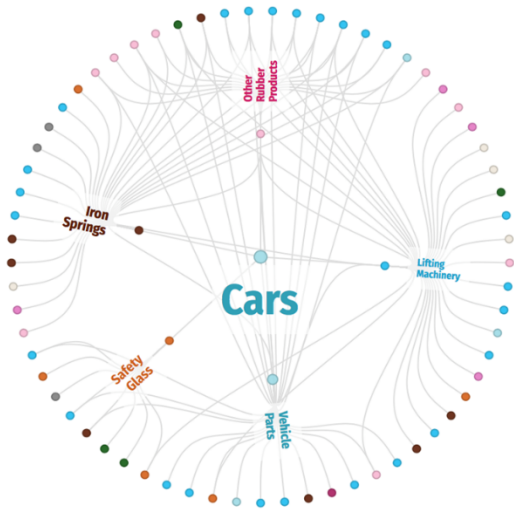 Other
Rubber
Products
Iron
Springs
Lifting
Machinery
Cars
Safety
Glass
Vehicle
Parts